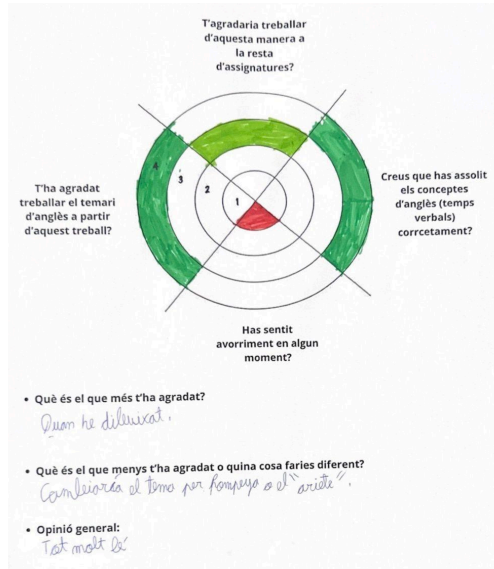 T'agradaria treballar
d'aquesta manera a
la resta
d'assignatures?
4
3
2
1
T'ha agradat
treballar el temari
d'anglès a partir
d'aquest treball?
Creus que has assolit
els conceptes
d'anglès (temps
verbals)
corrcetament?
Has sentit
avorriment en algun
moment?
• Què és el que més t'ha agradat?
Quan he dibuixat.
• Què és el que menys t'ha agradat o quina cosa faries diferent?
Cambiaria el tema per Pompeya o el "ariete".
• Opinió general:
Tot molt bé